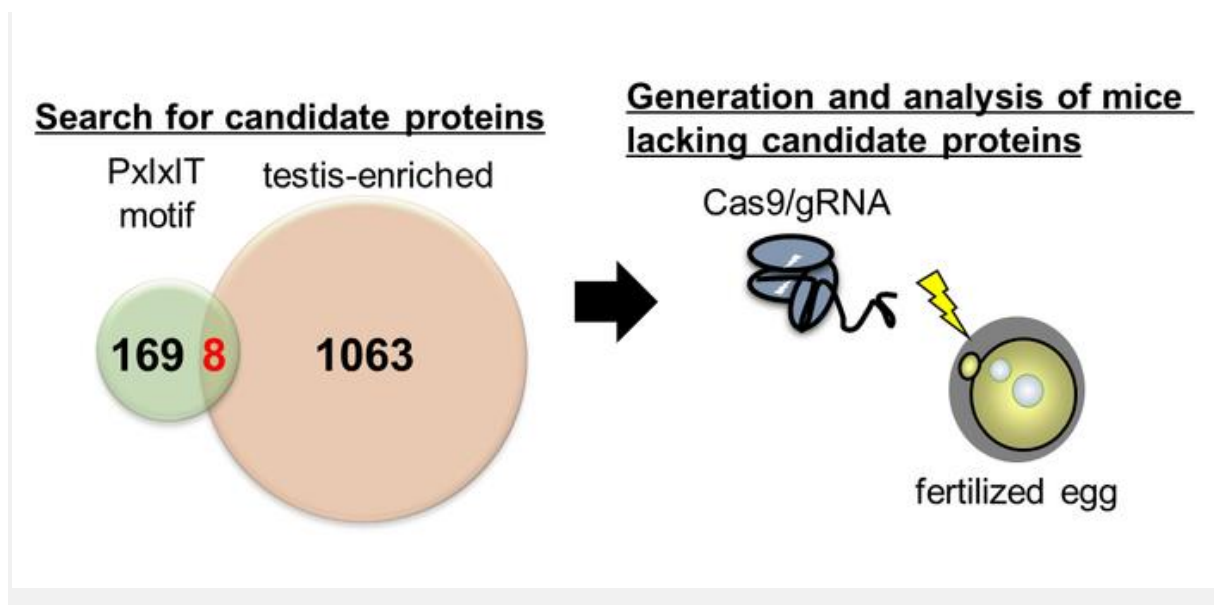 Search for candidate proteins
PxIxIT
motif
testis-enriched
169 8 1063
Generation and analysis of mice
lacking candidate proteins
Cas9/gRNA
fertilized egg